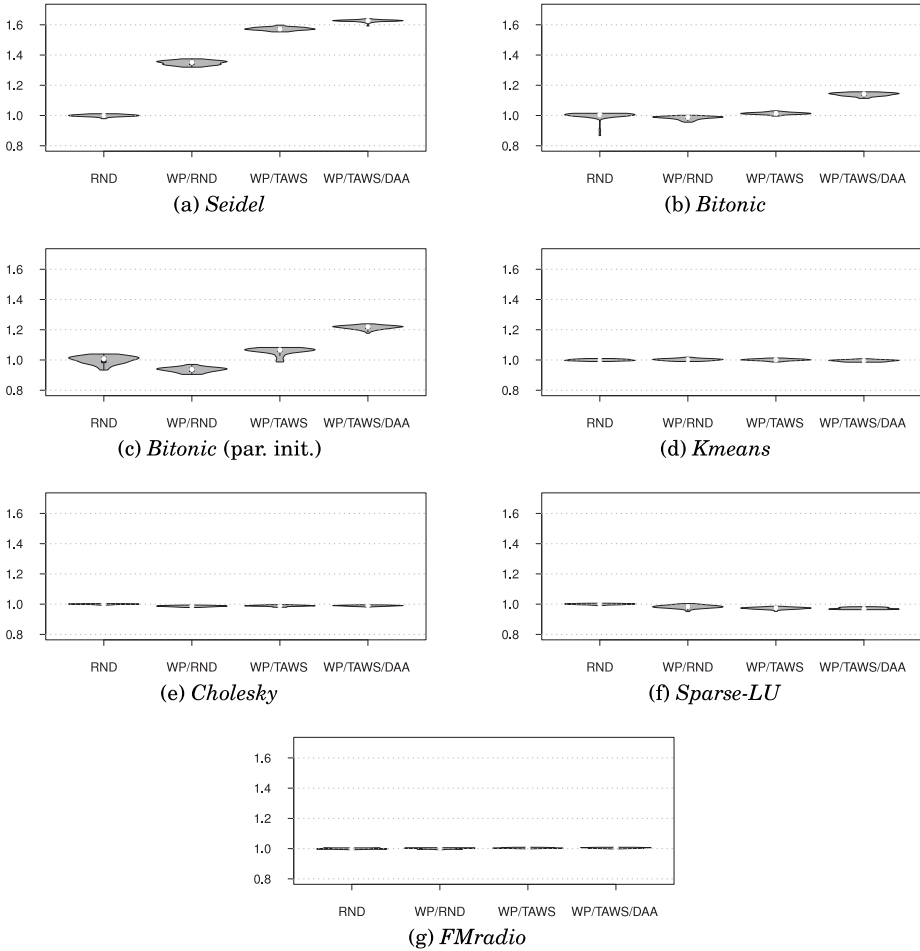 1.6
1.4
1.2
1.0
0.8
RND WP/RND WP/TAWS WP/TAWS/DAA
(a) Seidel
1.6
1.4
1.2
1.0
0.8
RND WP/RND WP/TAWS WP/TAWS/DAA
(b) Bitonic
1.6
1.4
1.2
1.0
0.8
RND WP/RND WP/TAWS WP/TAWS/DAA
(c) Bitonic (par. init.)
1.6
1.4
1.2
1.0
0.8
RND WP/RND WP/TAWS WP/TAWS/DAA
(d) Kmeans
1.6
1.4
1.2
1.0
0.8
RND WP/RND WP/TAWS WP/TAWS/DAA
(e) Cholesky
1.6
1.4
1.2
1.0
0.8
RND WP/RND WP/TAWS WP/TAWS/DAA
(f) Sparse-LU
1.6
1.4
1.2
1.0
0.8
RND WP/RND WP/TAWS WP/TAWS/DAA
(g) FMradio